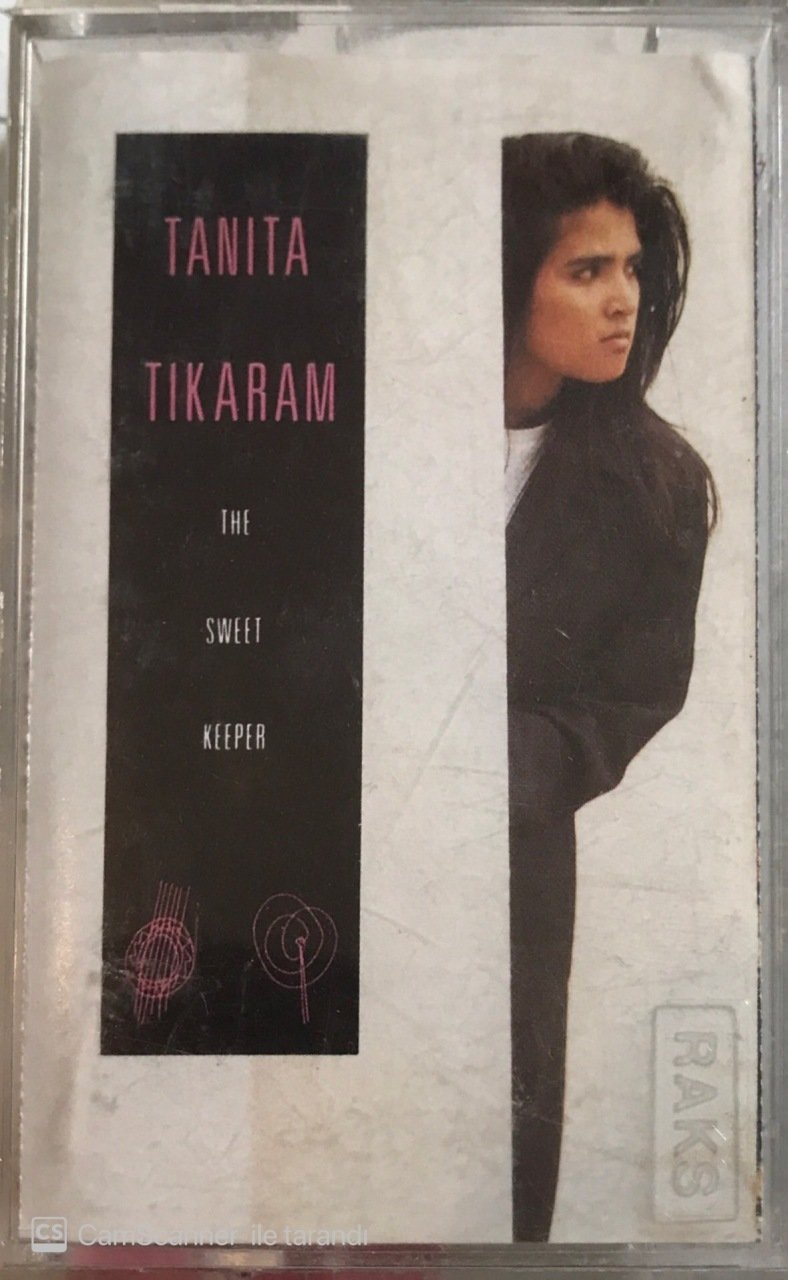 TANITA
TIKARAM
THE
SWEET
KEEPER
RAKS
CS CamScanner ile tarandı